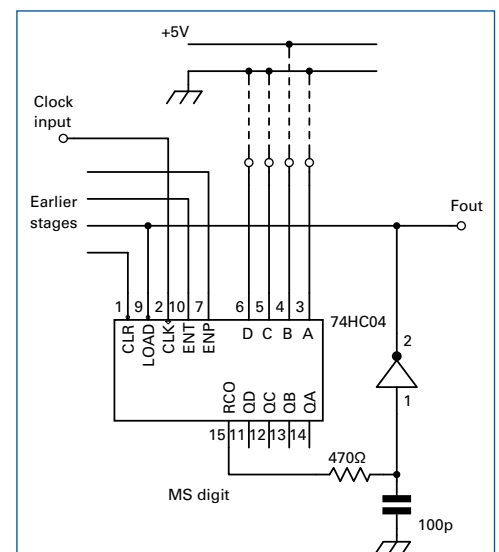 +5V
Clock
input
Earlier
stages
Fout
1 9 2 10 7 6 5 4 3
74HC04
CLR LOAD CLK ENT ENP D C B A
2
1
RCO QD QC QB QA
15 11 12 13 14
470Ω
MS digit
100p